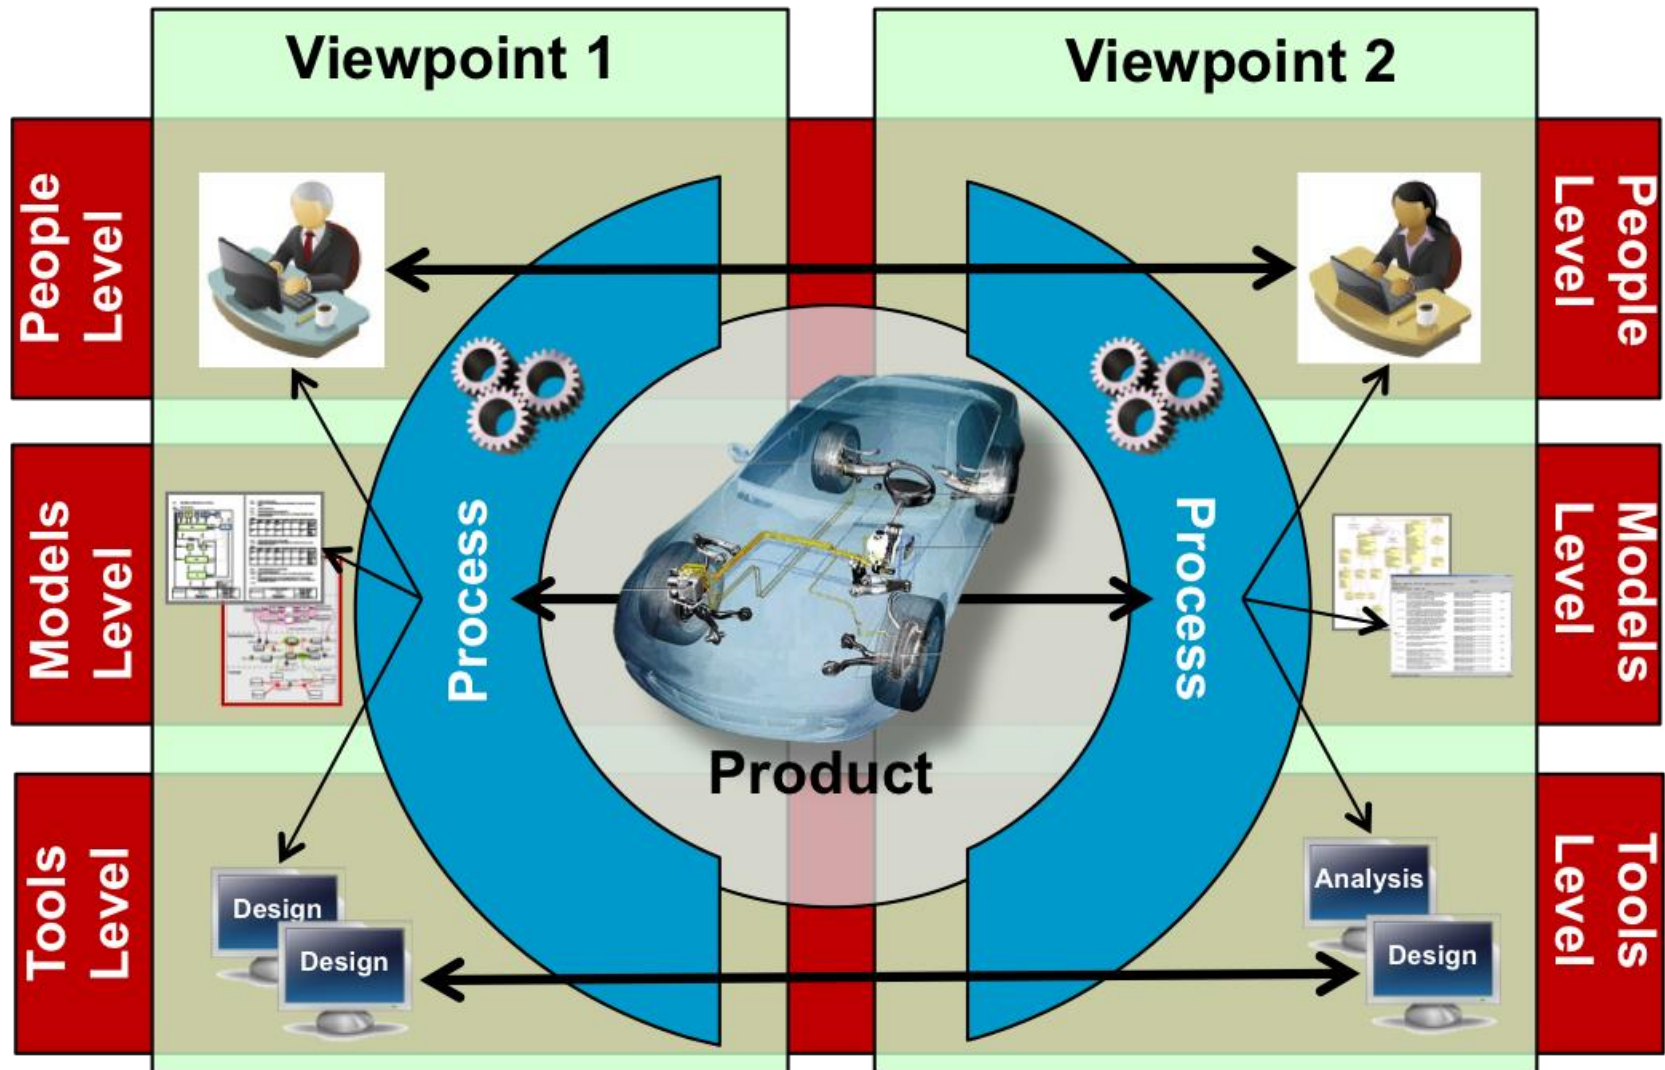 Viewpoint 1
Viewpoint 2
People
Level
People
Level
Models
Level
Process
Process
Models
Level
Product
Tools
Level
Design
Design
Analysis
Design
Tools
Level